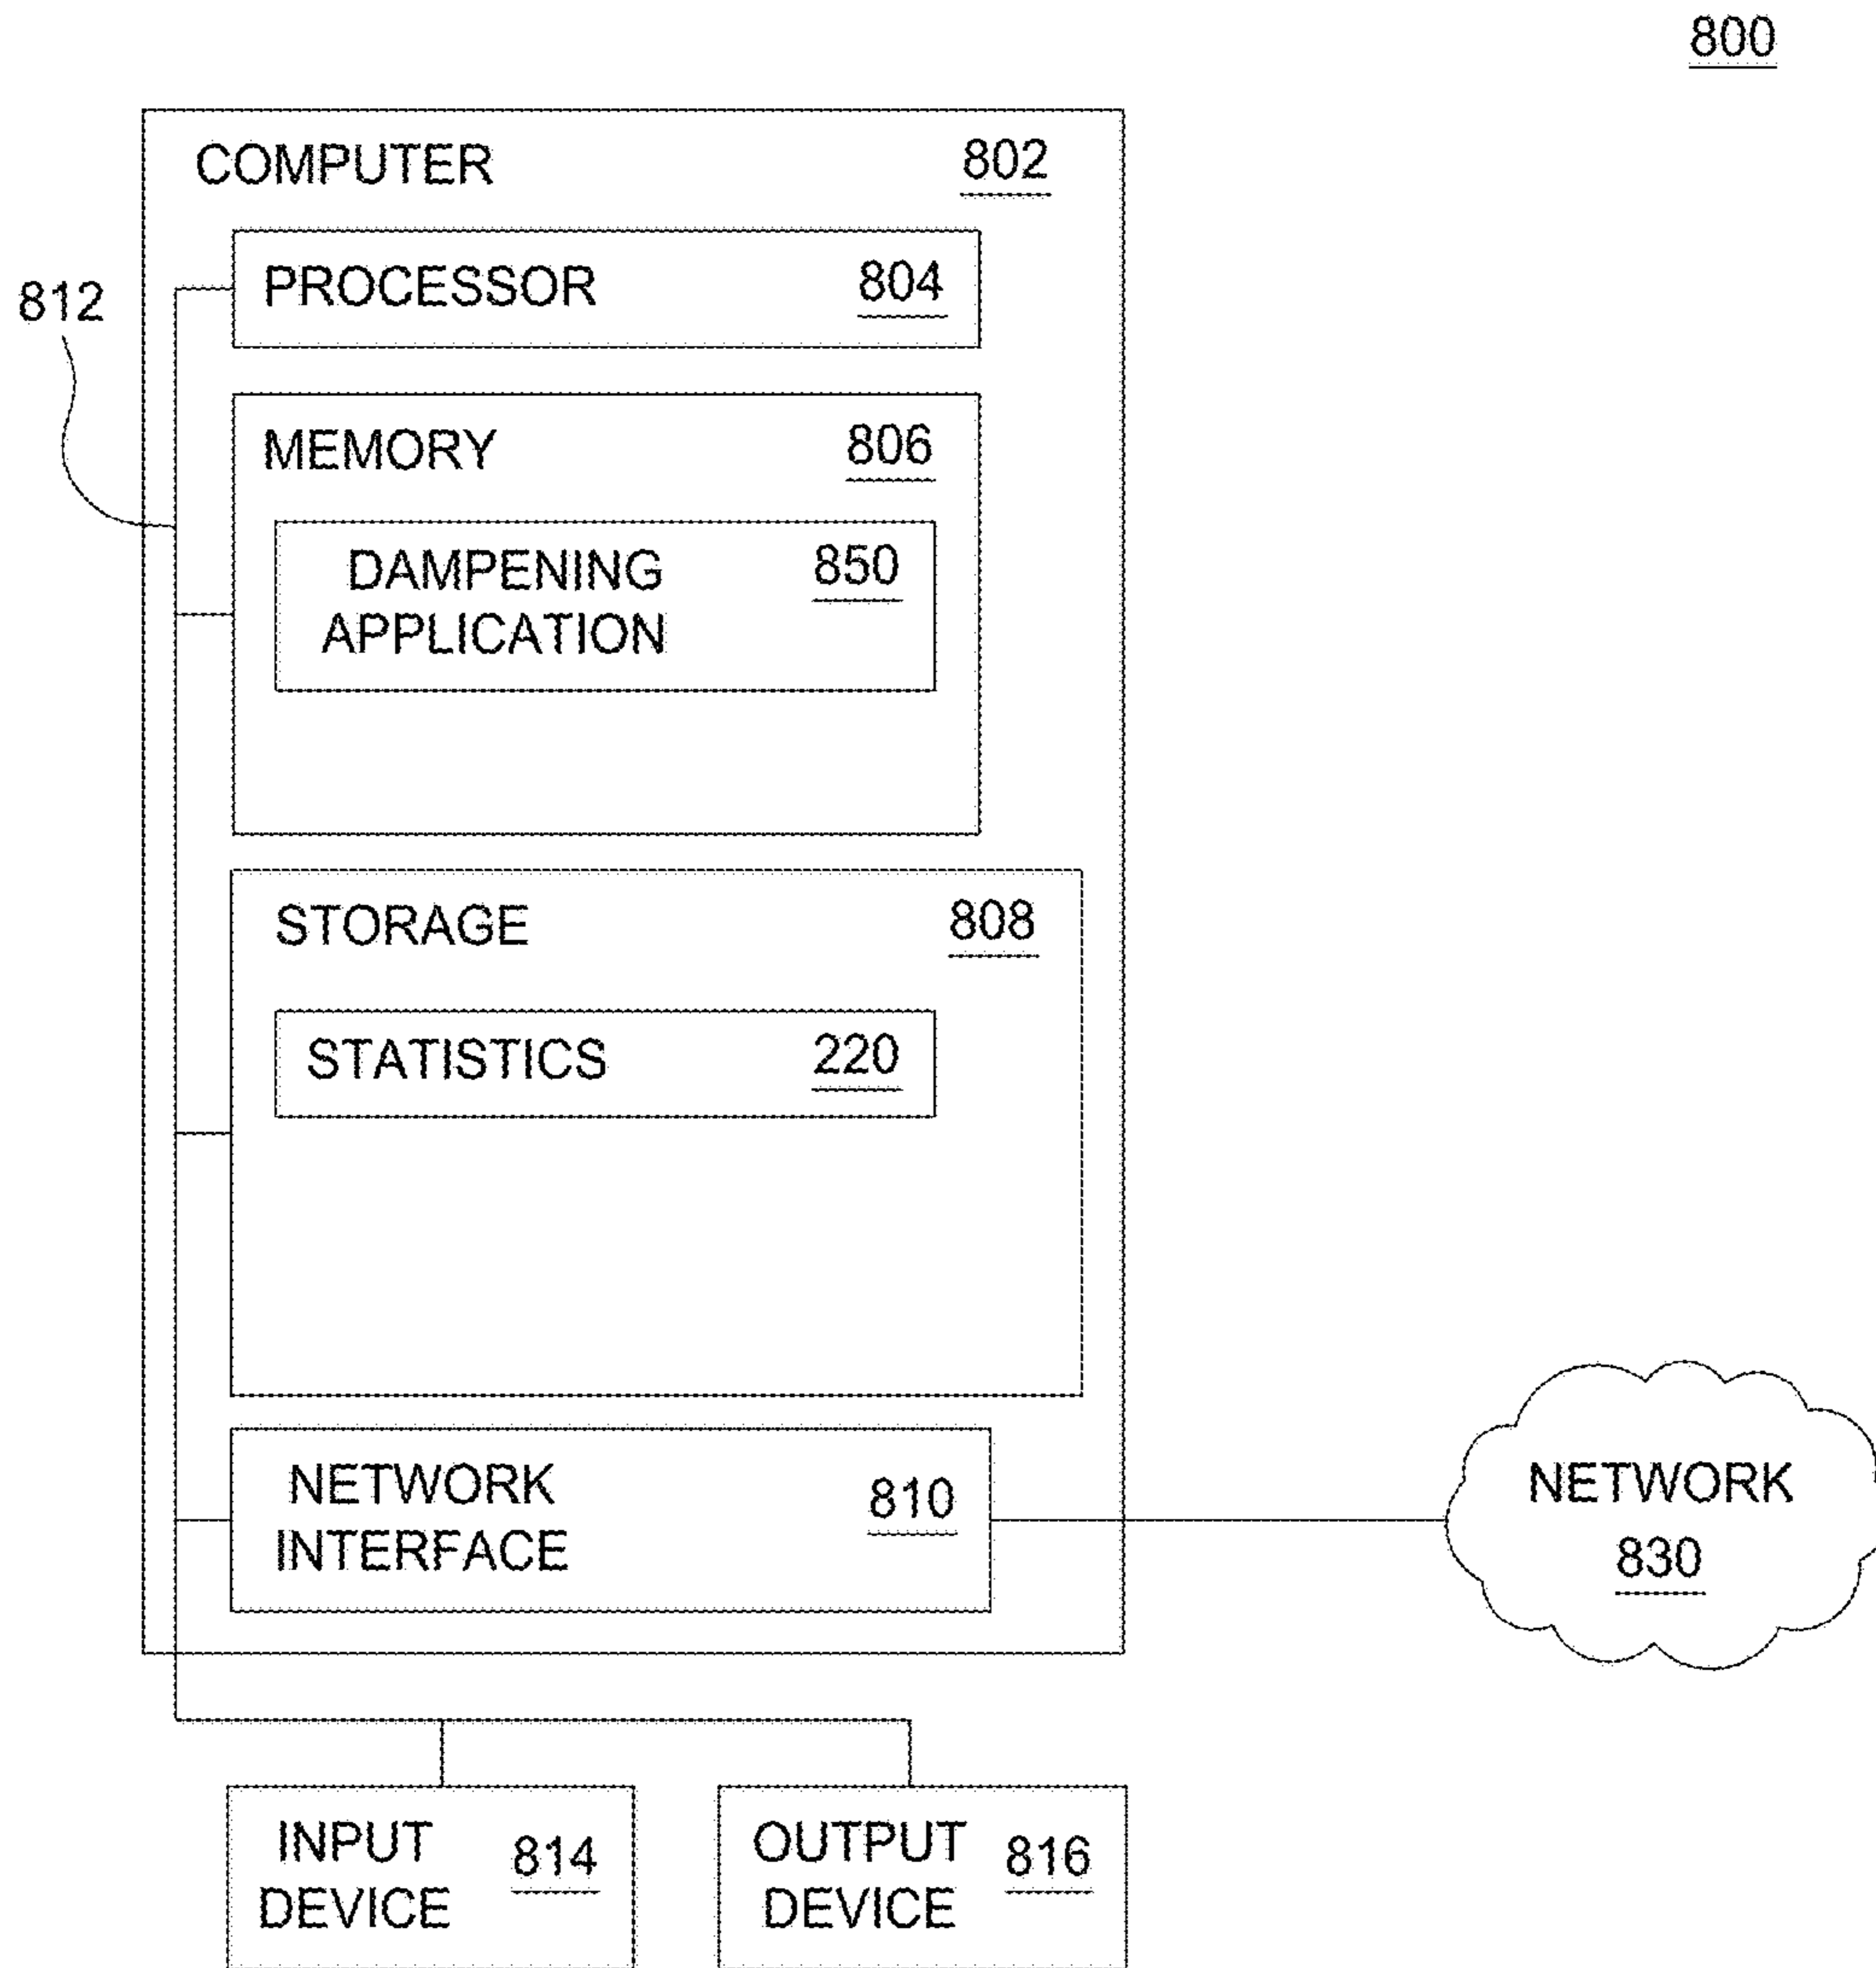 800
COMPUTER 802
PROCESSOR 804
812
MEMORY 806
DAMPENING 850
APPLICATION
STORAGE 808
STATISTICS 220
NETWORK
INTERFACE 810
NETWORK
830
INPUT
DEVICE 814
OUTPUT
DEVICE 816